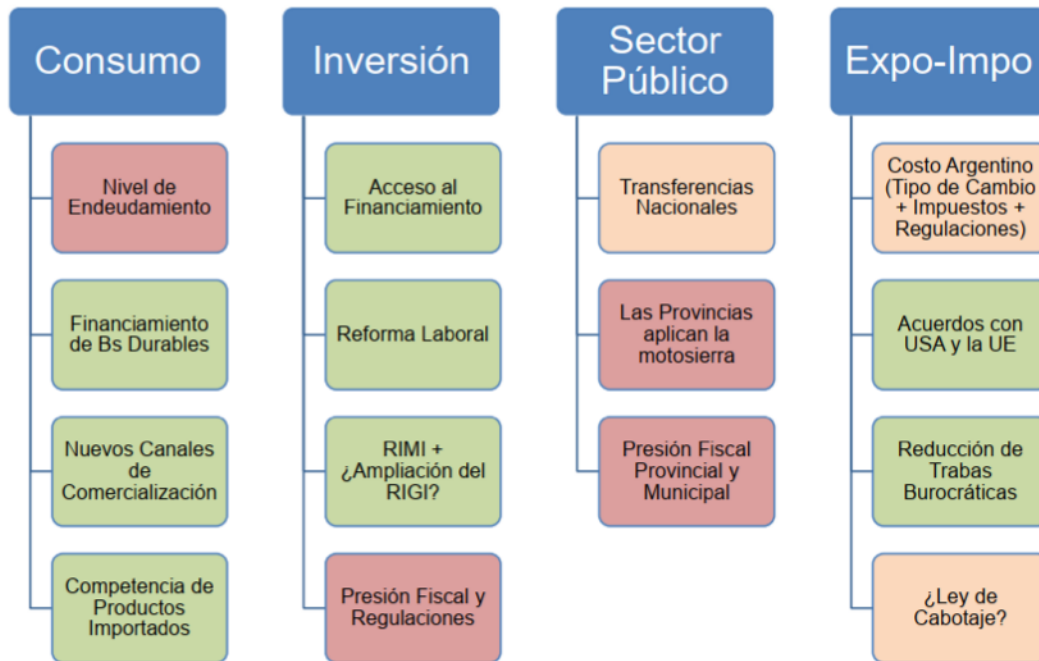 Consumo
Nivel de
Endeudamiento
Financiamiento
de Bs Durables
Nuevos Canales
de
Comercialización
Competencia de
Productos
Importados
Inversión
Acceso al
Financiamiento
Reforma Laboral
RIMI +
¿Ampliación del
RIGI?
Presión Fiscal y
Regulaciones
Sector
Público
Transferencias
Nacionales
Las Provincias
aplican la
motosierra
Presión Fiscal
Provincial y
Municipal
Expo-Impo
Costo Argentino
(Tipo de Cambio
+ Impuestos +
Regulaciones)
Acuerdos con
USA y la UE
Reducción de
Trabas
Burocráticas
¿Ley de
Cabotaje?